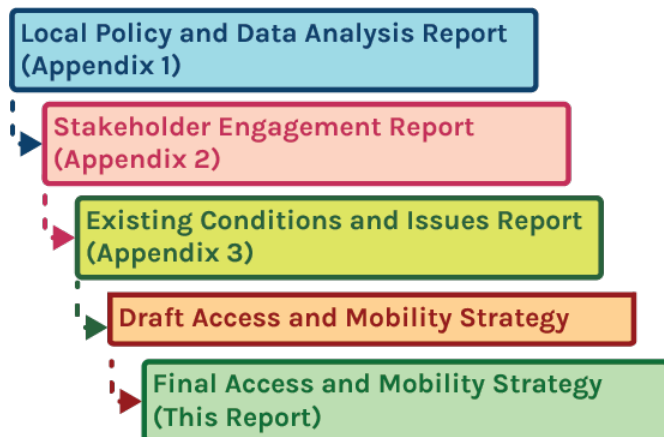 Local Policy and Data Analysis Report
(Appendix 1)
Stakeholder Engagement Report
(Appendix 2)
Existing Conditions and Issues Report
(Appendix 3)
Draft Access and Mobility Strategy
Final Access and Mobility Strategy
(This Report)